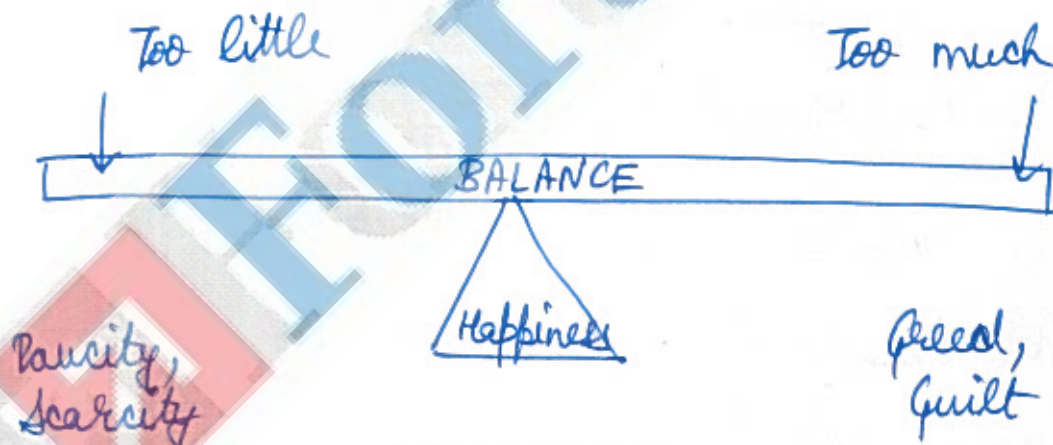 Too little
Too much
BALANCE
Happiness
Paucity,
Scarcity
Greed,
Guilt